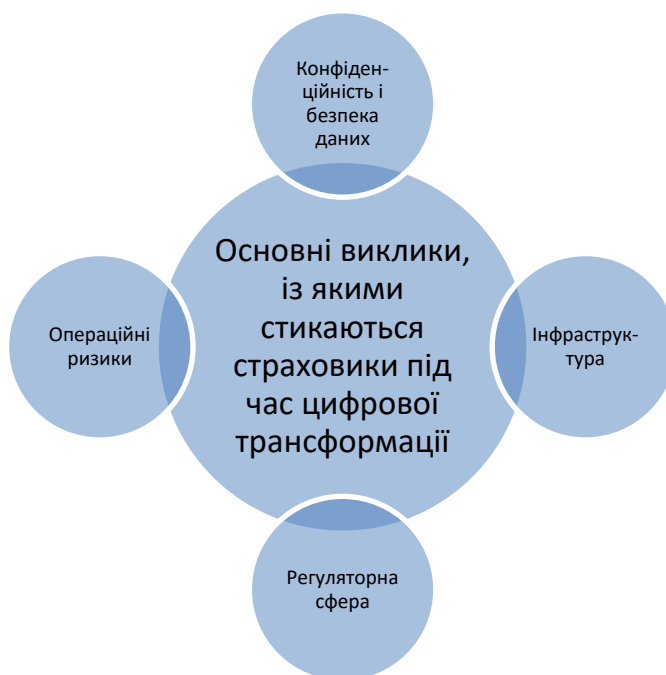 Конфіден-
ційність і
безпека
даних
Основні виклики,
із якими
стикаються
страховики під
час цифрової
трансформації
Операційні
ризики
Інфраструк-
тура
Регуляторна
сфера